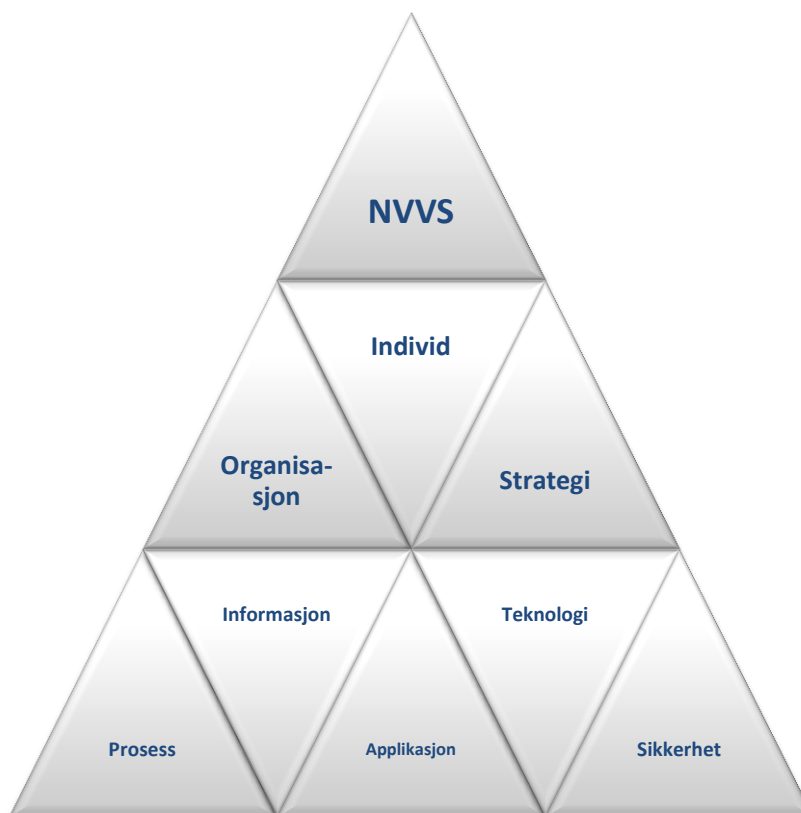 NVVS
Individ
Organisa-
sjon
Strategi
Informasjon
Teknologi
Prosess
Applikasjon
Sikkerhet